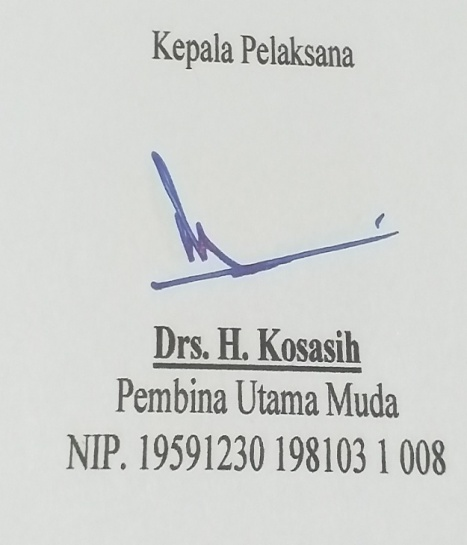 Kepala Pelaksana
Drs. H. Kosasih
Pembina Utama Muda
NIP. 19591230 198103 1 008